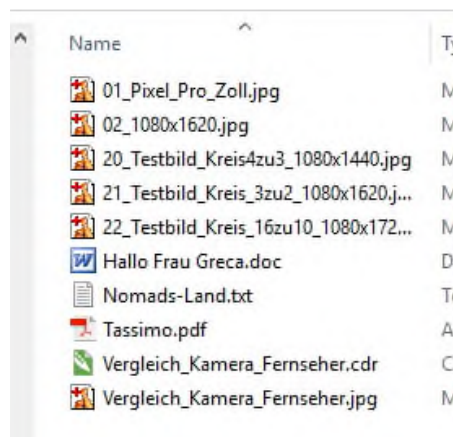 Name T
01_Pixel_Pro_Zoll.jpg M
02_1080x1620.jpg M
20_Testbild_Kreis4zu3_1080x1440.jpg M
21_Testbild_Kreis_3zu2_1080x1620.j... M
22_Testbild_Kreis_16zu10_1080x172... M
Hallo Frau Greca.doc D
Nomads-Land.txt T
Tassimo.pdf A
Vergleich_Kamera_Fernseher.cdr C
Vergleich_Kamera_Fernseher.jpg M